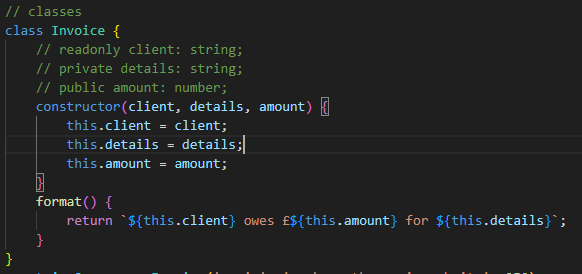 // classes
class Invoice {
    // readonly client: string;
    // private details: string;
    // public amount: number;
    constructor(client, details, amount) {
        this.client = client;
        this.details = details;
        this.amount = amount;
    }
    format() {
        return `${this.client} owes £${this.amount} for ${this.details}`;
    }
}